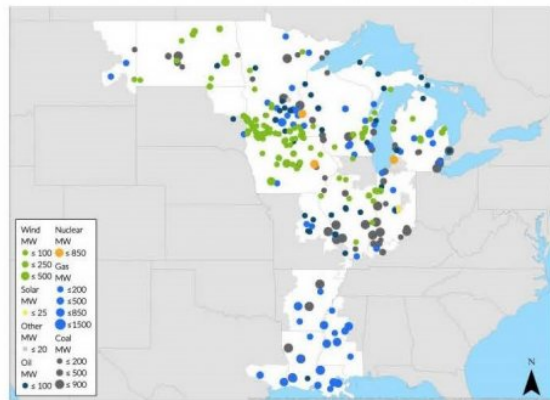 Wind
MW
≤ 100
≤ 250
≤ 500
Solar
MW
≤ 25
Other
MW
≤ 20
Oil
MW
≤ 100
Nuclear
MW
≤ 850
Gas
MW
≤200
≤500
≤850
≤1500
Coal
MW
≤ 200
≤ 500
≤ 900
N